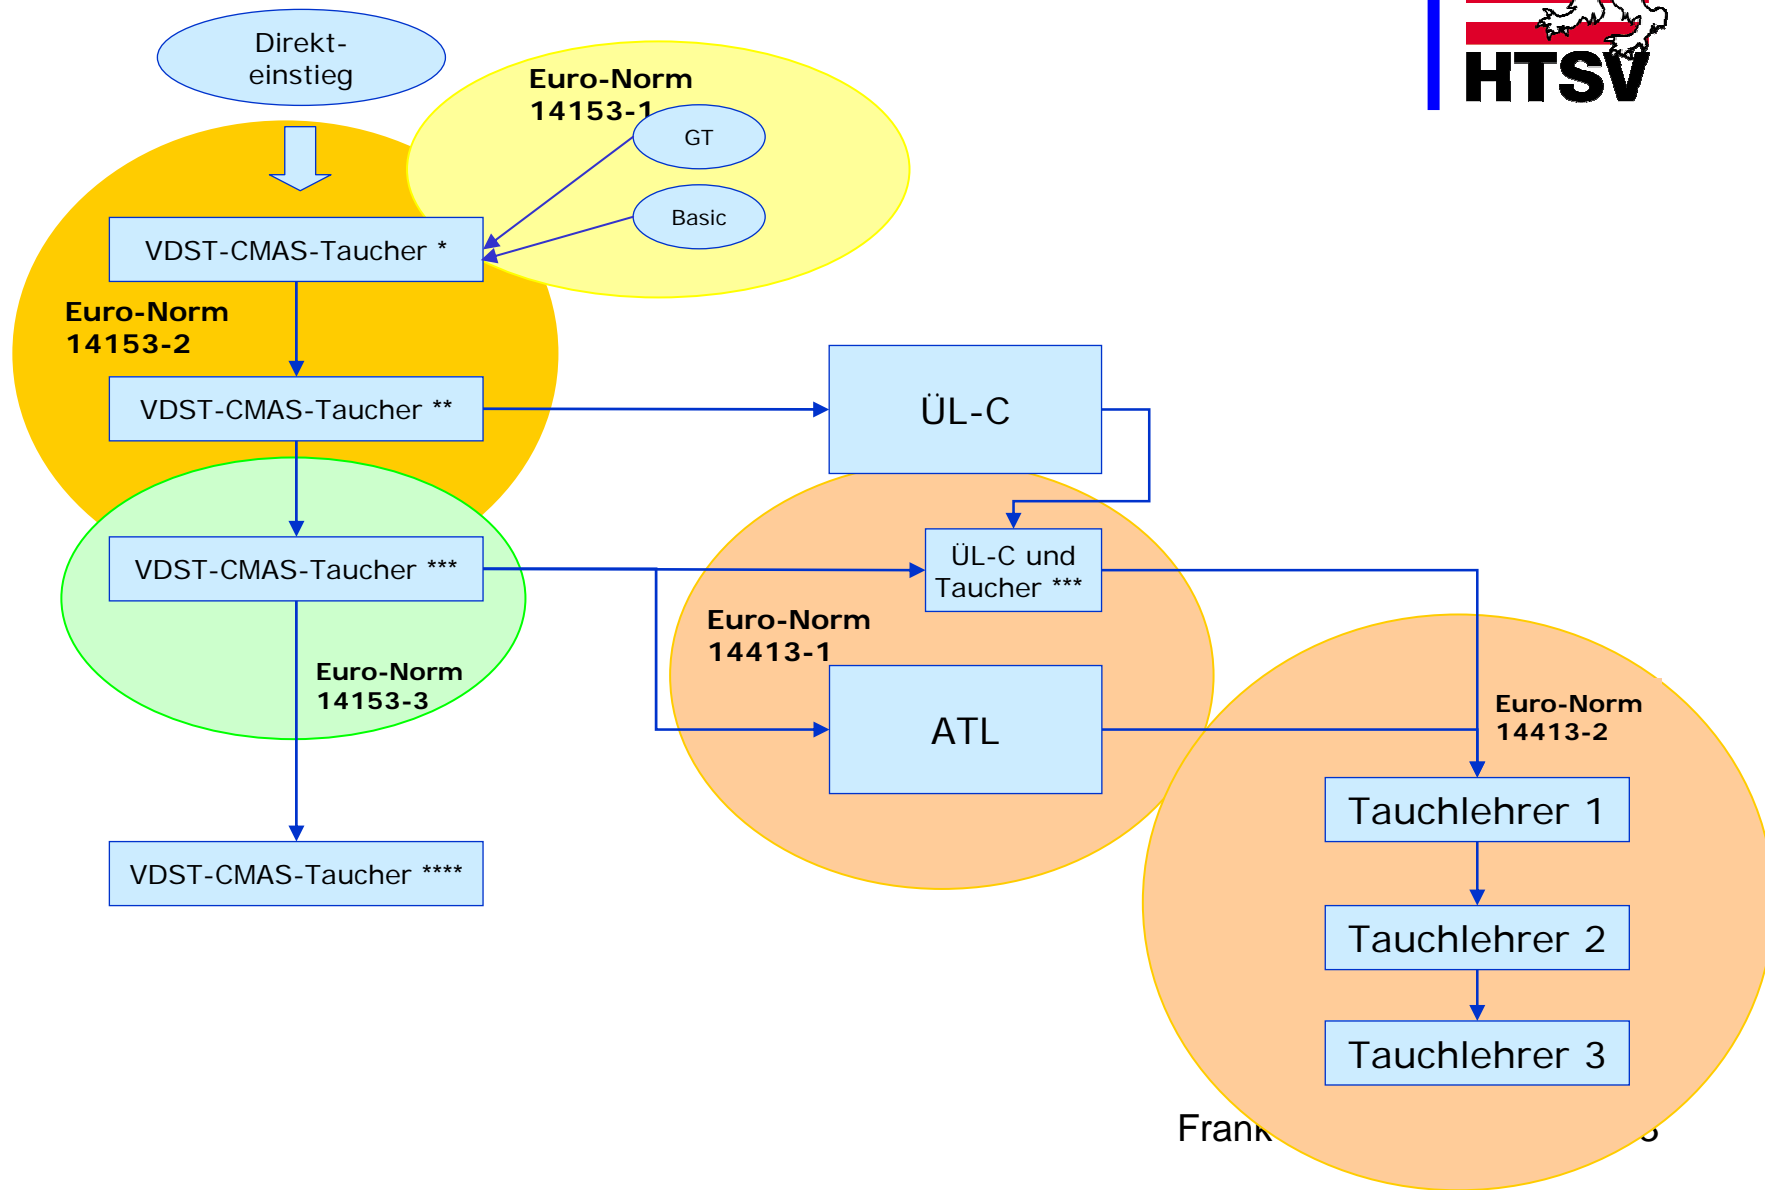 Direkt-
einstieg
Euro-Norm
14153-1
GT
Basic
HTSV
VDST-CMAS-Taucher *
Euro-Norm
14153-2
VDST-CMAS-Taucher **
ÜL-C
VDST-CMAS-Taucher ***
ÜL-C und
Taucher ***
Euro-Norm
14413-1
Euro-Norm
14153-3
ATL
Euro-Norm
14413-2
Tauchlehrer 1
VDST-CMAS-Taucher ****
Tauchlehrer 2
Tauchlehrer 3
Frank